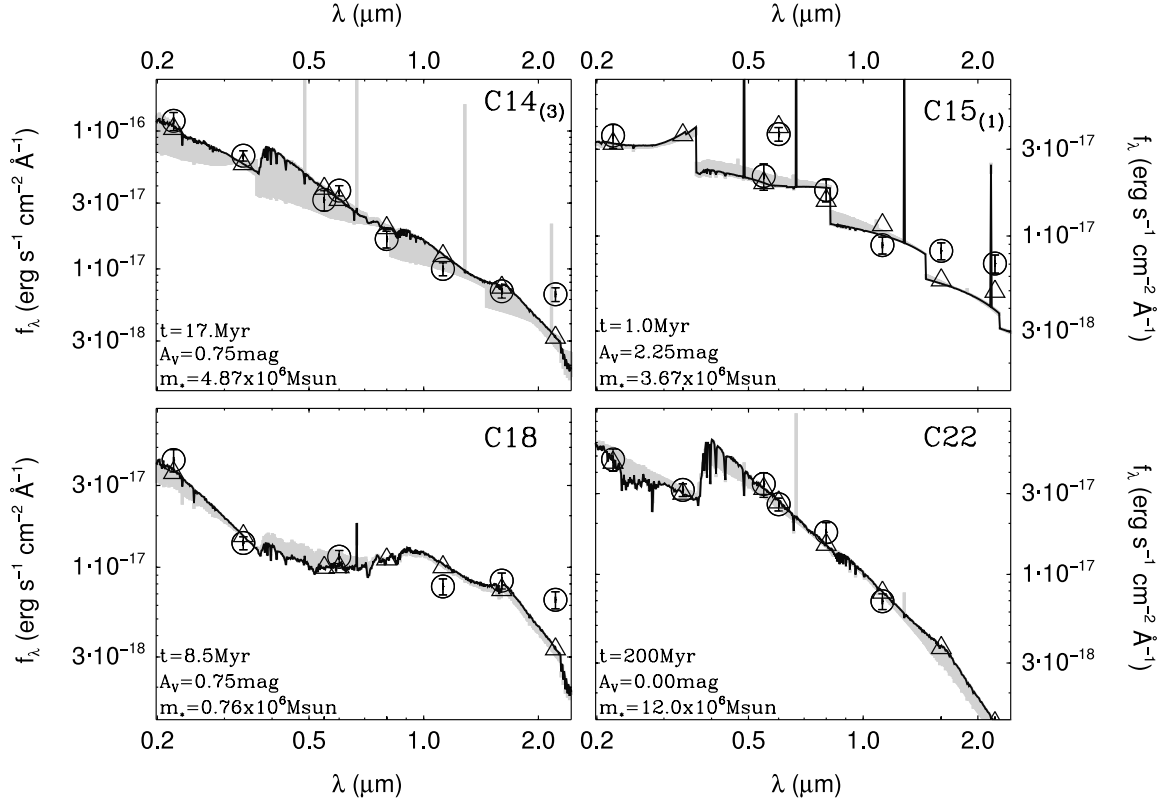 λ (μm) λ (μm)
0.2 0.5 1.0 2.0 0.2 0.5 1.0 2.0
C14(3) C15(1)
1·10⁻¹⁶
3·10⁻¹⁷ 3·10⁻¹⁷
1·10⁻¹⁷ 1·10⁻¹⁷
3·10⁻¹⁸ 3·10⁻¹⁸
fλ (erg s⁻¹ cm⁻² Å⁻¹) fλ (erg s⁻¹ cm⁻² Å⁻¹)
t=17.Myr t=1.0Myr
Aᵥ=0.75mag Aᵥ=2.25mag
m*=4.87x10⁶Msun m*=3.67x10⁶Msun
C18 C22
3·10⁻¹⁷ 3·10⁻¹⁷
1·10⁻¹⁷ 1·10⁻¹⁷
3·10⁻¹⁸ 3·10⁻¹⁸
fλ (erg s⁻¹ cm⁻² Å⁻¹) fλ (erg s⁻¹ cm⁻² Å⁻¹)
t=8.5Myr t=200Myr
Aᵥ=0.75mag Aᵥ=0.00mag
m*=0.76x10⁶Msun m*=12.0x10⁶Msun
0.2 0.5 1.0 2.0 0.2 0.5 1.0 2.0
λ (μm) λ (μm)